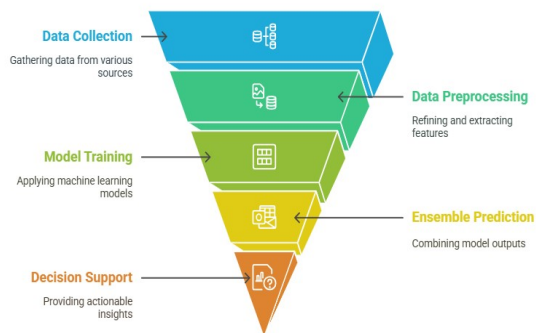 Data Collection
Gathering data from various
sources
Data Preprocessing
Refining and extracting
features
Model Training
Applying machine learning
models
Ensemble Prediction
Combining model outputs
Decision Support
Providing actionable
insights